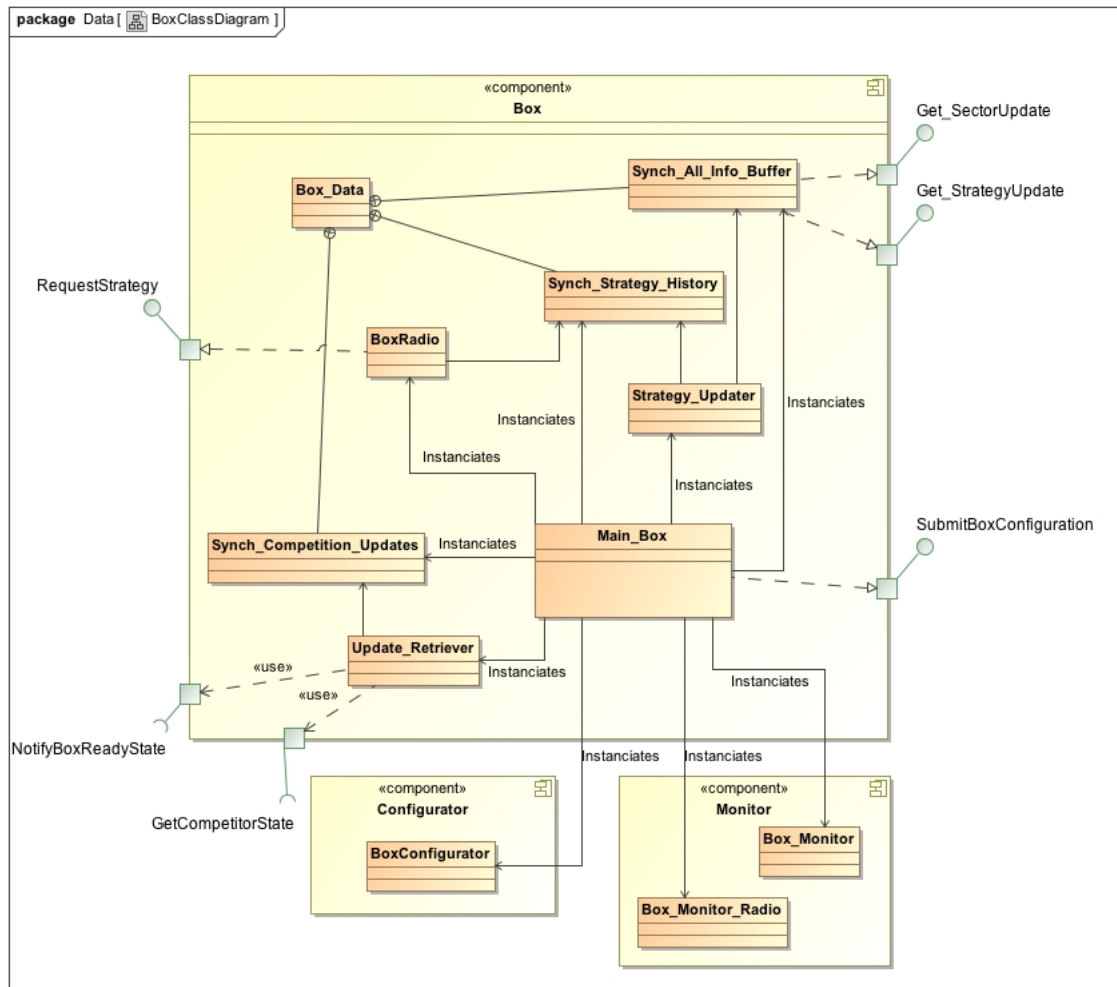 package Data [ BoxClassDiagram ]
«component»
Box
Get_SectorUpdate
Synch_All_Info_Buffer
Box_Data
Get_StrategyUpdate
Synch_Strategy_History
RequestStrategy
BoxRadio
Strategy_Updater
Instanciates
Instanciates
Instanciates
Instanciates
Main_Box
SubmitBoxConfiguration
Synch_Competition_Updates
Instanciates
Update_Retriever
«use»
Instanciates
Instanciates
«use»
NotifyBoxReadyState
Instanciates
Instanciates
GetCompetitorState
«component»
Configurator
«component»
Monitor
Box_Monitor
BoxConfigurator
Box_Monitor_Radio